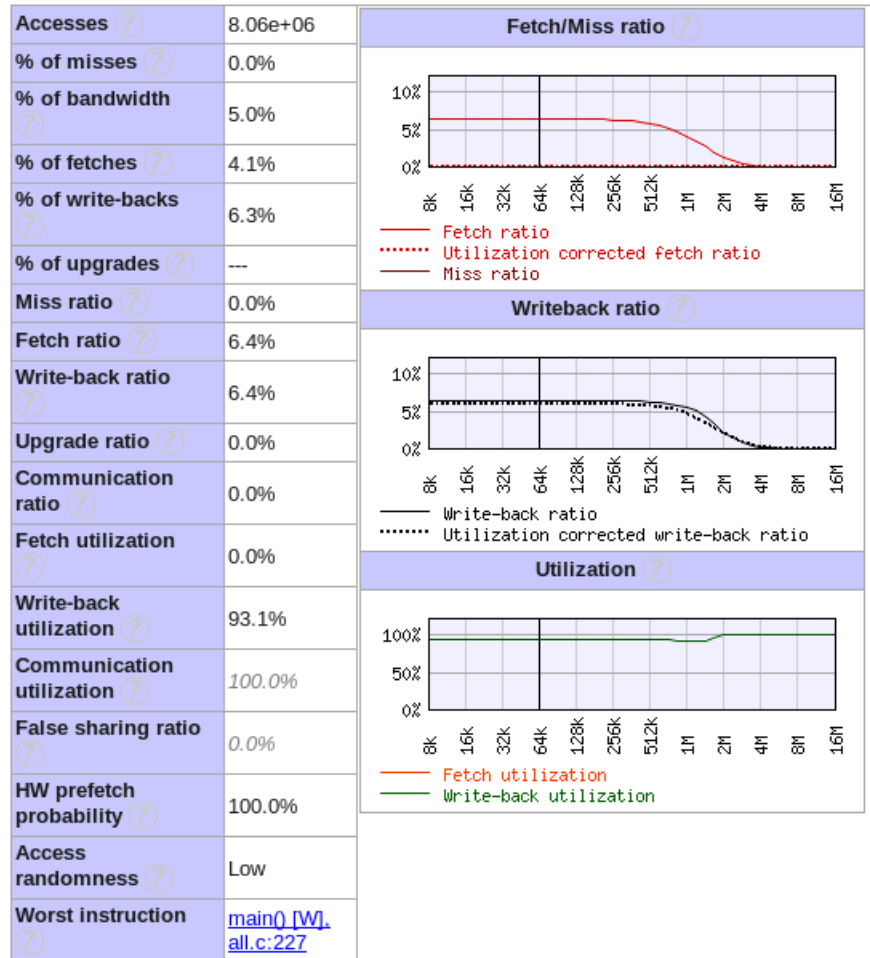 Accesses ? 8.06e+06
% of misses ? 0.0%
% of bandwidth
? 5.0%
% of fetches ? 4.1%
% of write-backs
? 6.3%
% of upgrades ? ---
Miss ratio ? 0.0%
Fetch ratio ? 6.4%
Write-back ratio
? 6.4%
Upgrade ratio ? 0.0%
Communication
ratio ? 0.0%
Fetch utilization
? 0.0%
Write-back
utilization ? 93.1%
Communication
utilization ? 100.0%
False sharing ratio
? 0.0%
HW prefetch
probability ? 100.0%
Access
randomness ? Low
Worst instruction
? main() [W],
all.c:227
Fetch/Miss ratio ?
10%
5%
0%
8k 16k 32k 64k 128k 256k 512k 1M 2M 4M 8M 16M
Fetch ratio
Utilization corrected fetch ratio
Miss ratio
Writeback ratio ?
10%
5%
0%
8k 16k 32k 64k 128k 256k 512k 1M 2M 4M 8M 16M
Write-back ratio
Utilization corrected write-back ratio
Utilization ?
100%
50%
0%
8k 16k 32k 64k 128k 256k 512k 1M 2M 4M 8M 16M
Fetch utilization
Write-back utilization